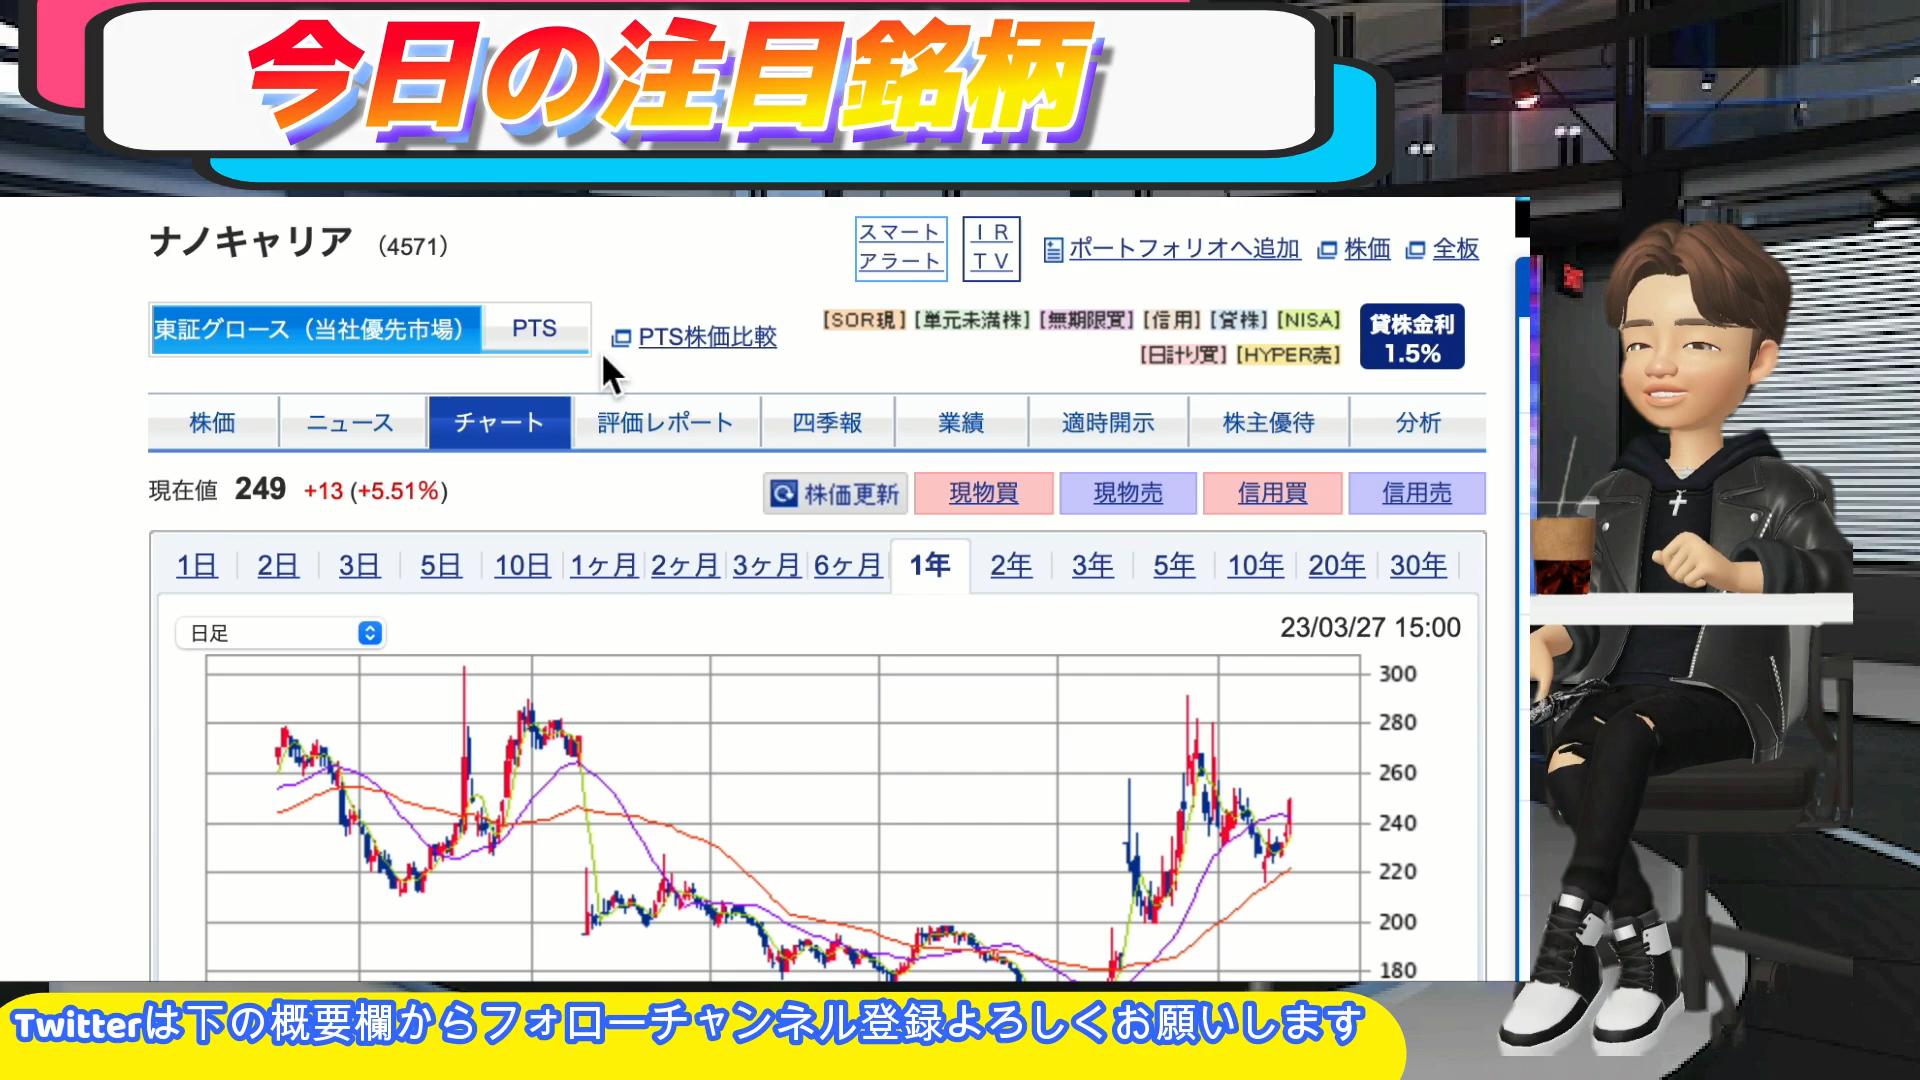 今日の注目銘柄
ナノキャリア （4571）
スマート
アラート
ＩＲ
ＴＶ
ポートフォリオへ追加 株価 全板
東証グロース（当社優先市場） PTS PTS株価比較
[SOR現] [単元未満株] [無期限買] [信用] [貸株] [NISA]
[日計り買] [HYPER売]
貸株金利
1.5%
株価 ニュース チャート 評価レポート 四季報 業績 適時開示 株主優待 分析
現在値 249 +13 (+5.51%) 株価更新 現物買 現物売 信用買 信用売
1日 2日 3日 5日 10日 1ヶ月 2ヶ月 3ヶ月 6ヶ月 1年 2年 3年 5年 10年 20年 30年
日足 23/03/27 15:00
300
280
260
240
220
200
180
Twitterは下の概要欄からフォローチャンネル登録よろしくお願いします